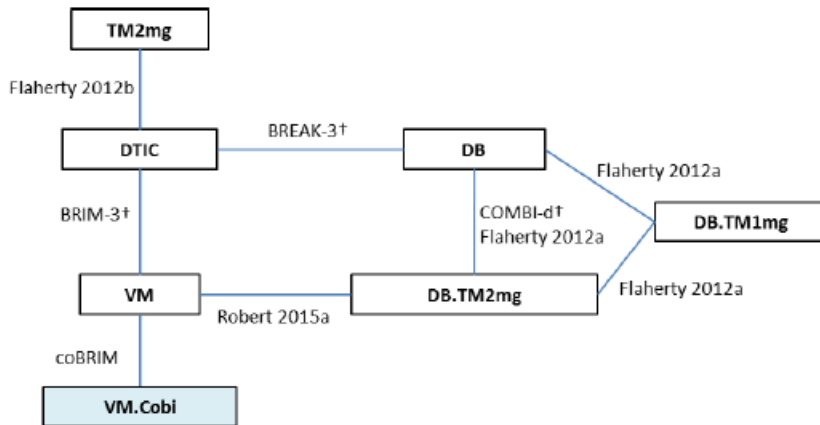 TM2mg
Flaherty 2012b
BREAK-3†
DTIC
DB
Flaherty 2012a
BRIM-3†
COMBI-d†
Flaherty 2012a
DB.TM1mg
VM
DB.TM2mg
Flaherty 2012a
Robert 2015a
coBRIM
VM.Cobi